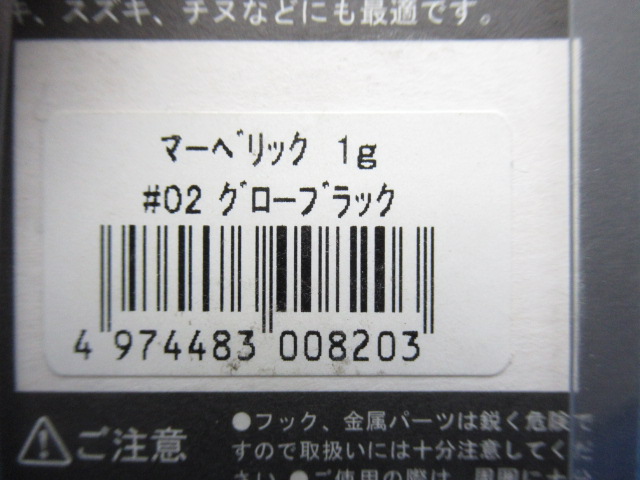 キ、スズキ、チヌなどにも最適です。
ﾏｰﾍﾞﾘｯｸ 1g
#02 ｸﾞﾛｰﾌﾞﾗｯｸ
4 974483 008203
ご注意
●フック、金属パーツは鋭く危険で
すので取扱いには十分注意してくだ
さい ●ご使用の際は、周囲に十分